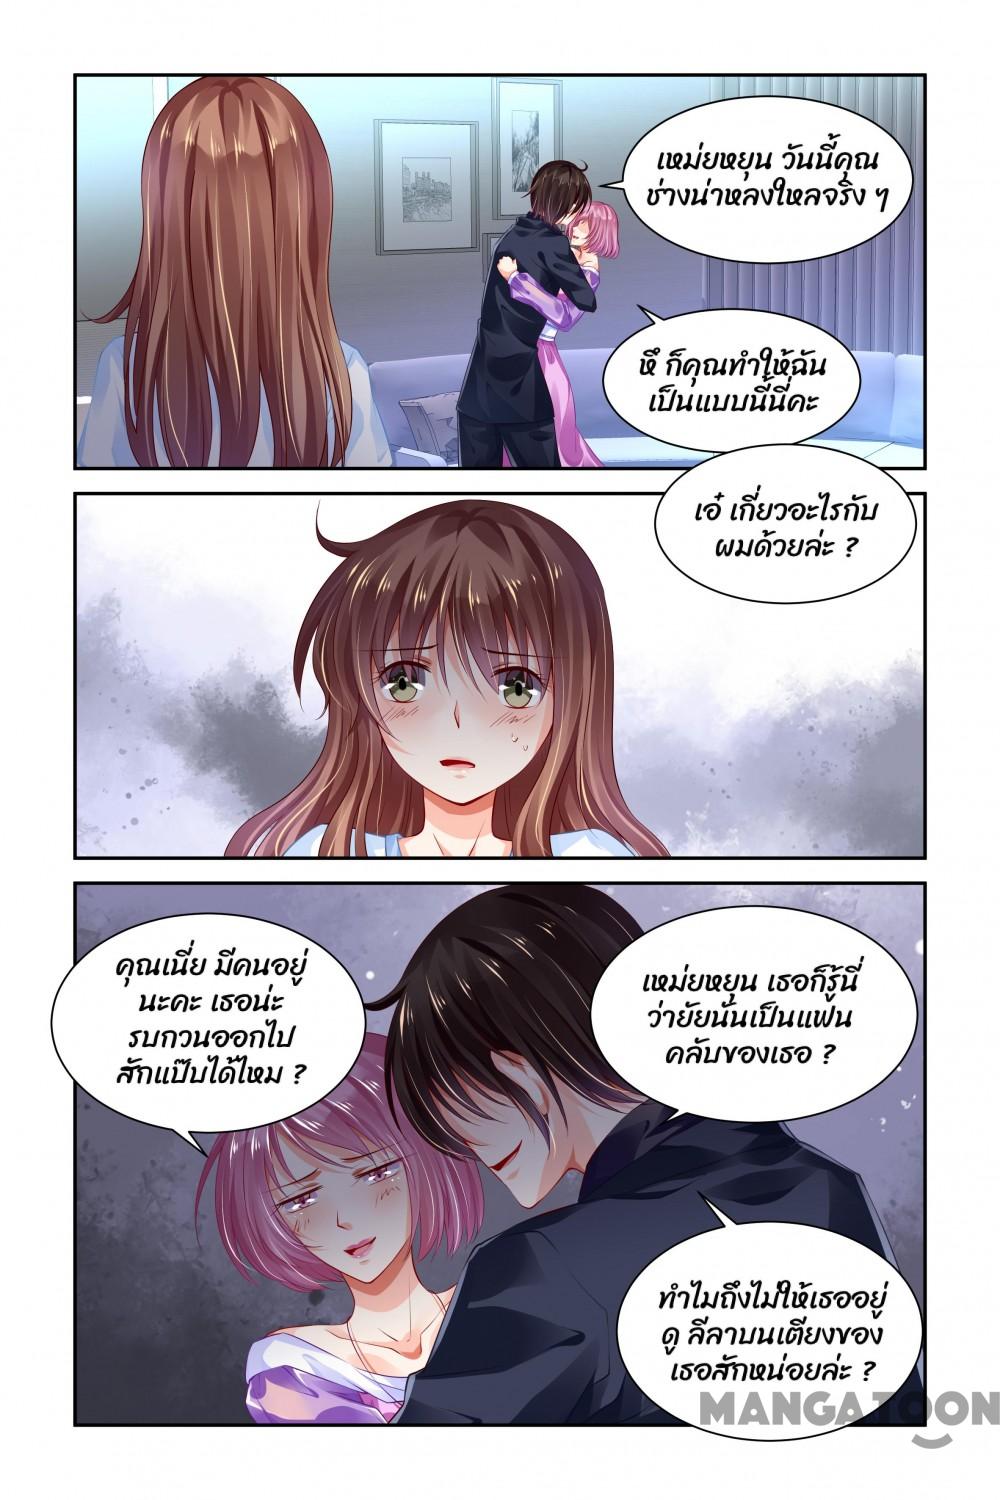 เหม่ยหยุน วันนี้คุณ
ช่างน่าหลงใหลจริง ๆ
หึ ก็คุณทำให้ฉัน
เป็นแบบนี้นี่คะ
เอ๋ เกี่ยวอะไรกับ
ผมด้วยล่ะ ?
คุณเนี่ย มีคนอยู่
นะคะ เธอน่ะ
รบกวนออกไป
สักแป๊บได้ไหม ?
เหม่ยหยุน เธอก็รู้นี่
ว่ายัยนั่นเป็นแฟน
คลับของเธอ ?
ทำไมถึงไม่ให้เธออยู่
ดู ลีลาบนเตียงของ
เธอสักหน่อยล่ะ ?
MANGATOON